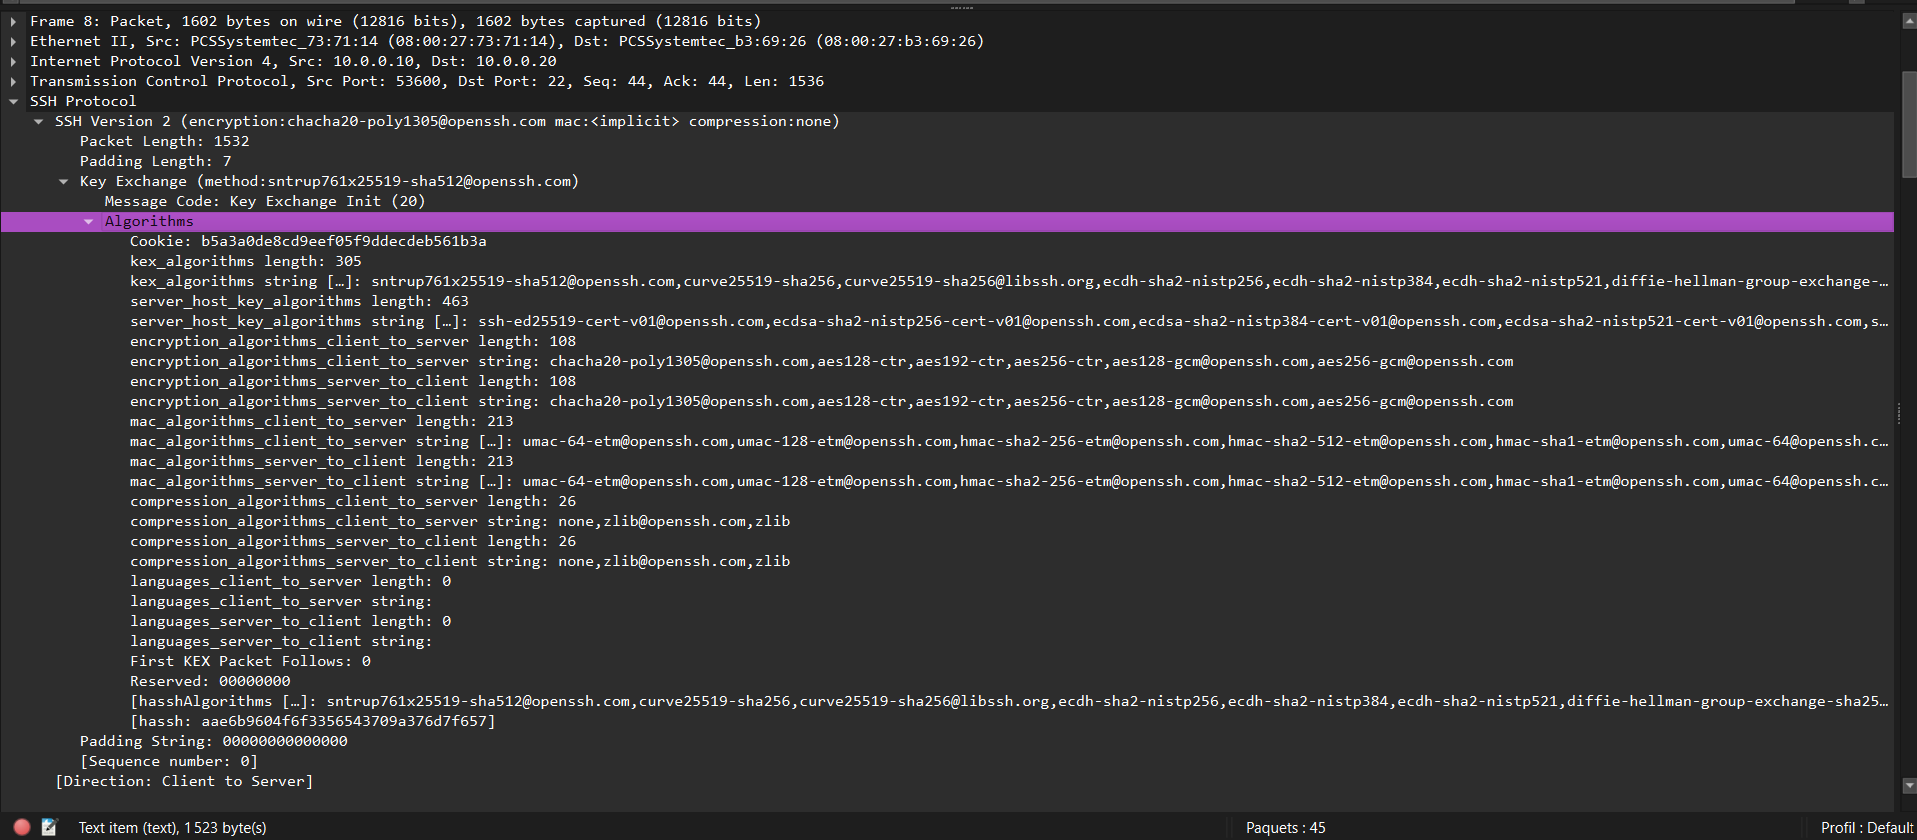 Frame 8: Packet, 1602 bytes on wire (12816 bits), 1602 bytes captured (12816 bits)
Ethernet II, Src: PCSSystemtec_73:71:14 (08:00:27:73:71:14), Dst: PCSSystemtec_b3:69:26 (08:00:27:b3:69:26)
Internet Protocol Version 4, Src: 10.0.0.10, Dst: 10.0.0.20
Transmission Control Protocol, Src Port: 53600, Dst Port: 22, Seq: 44, Ack: 44, Len: 1536
SSH Protocol
SSH Version 2 (encryption:chacha20-poly1305@openssh.com mac:<implicit> compression:none)
Packet Length: 1532
Padding Length: 7
Key Exchange (method:sntrup761x25519-sha512@openssh.com)
Message Code: Key Exchange Init (20)
Algorithms
Cookie: b5a3a0de8cd9eef05f9ddecdeb561b3a
kex_algorithms length: 305
kex_algorithms string […]: sntrup761x25519-sha512@openssh.com,curve25519-sha256,curve25519-sha256@libssh.org,ecdh-sha2-nistp256,ecdh-sha2-nistp384,ecdh-sha2-nistp521,diffie-hellman-group-exchange-…
server_host_key_algorithms length: 463
server_host_key_algorithms string […]: ssh-ed25519-cert-v01@openssh.com,ecdsa-sha2-nistp256-cert-v01@openssh.com,ecdsa-sha2-nistp384-cert-v01@openssh.com,ecdsa-sha2-nistp521-cert-v01@openssh.com,s…
encryption_algorithms_client_to_server length: 108
encryption_algorithms_client_to_server string: chacha20-poly1305@openssh.com,aes128-ctr,aes192-ctr,aes256-ctr,aes128-gcm@openssh.com,aes256-gcm@openssh.com
encryption_algorithms_server_to_client length: 108
encryption_algorithms_server_to_client string: chacha20-poly1305@openssh.com,aes128-ctr,aes192-ctr,aes256-ctr,aes128-gcm@openssh.com,aes256-gcm@openssh.com
mac_algorithms_client_to_server length: 213
mac_algorithms_client_to_server string […]: umac-64-etm@openssh.com,umac-128-etm@openssh.com,hmac-sha2-256-etm@openssh.com,hmac-sha2-512-etm@openssh.com,hmac-sha1-etm@openssh.com,umac-64@openssh.c…
mac_algorithms_server_to_client length: 213
mac_algorithms_server_to_client string […]: umac-64-etm@openssh.com,umac-128-etm@openssh.com,hmac-sha2-256-etm@openssh.com,hmac-sha2-512-etm@openssh.com,hmac-sha1-etm@openssh.com,umac-64@openssh.c…
compression_algorithms_client_to_server length: 26
compression_algorithms_client_to_server string: none,zlib@openssh.com,zlib
compression_algorithms_server_to_client length: 26
compression_algorithms_server_to_client string: none,zlib@openssh.com,zlib
languages_client_to_server length: 0
languages_client_to_server string:
languages_server_to_client length: 0
languages_server_to_client string:
First KEX Packet Follows: 0
Reserved: 00000000
[hasshAlgorithms […]: sntrup761x25519-sha512@openssh.com,curve25519-sha256,curve25519-sha256@libssh.org,ecdh-sha2-nistp256,ecdh-sha2-nistp384,ecdh-sha2-nistp521,diffie-hellman-group-exchange-sha25…
[hassh: aae6b9604f6f3356543709a376d7f657]
Padding String: 00000000000000
[Sequence number: 0]
[Direction: Client to Server]
Text item (text), 1 523 byte(s)
Paquets : 45
Profil : Default